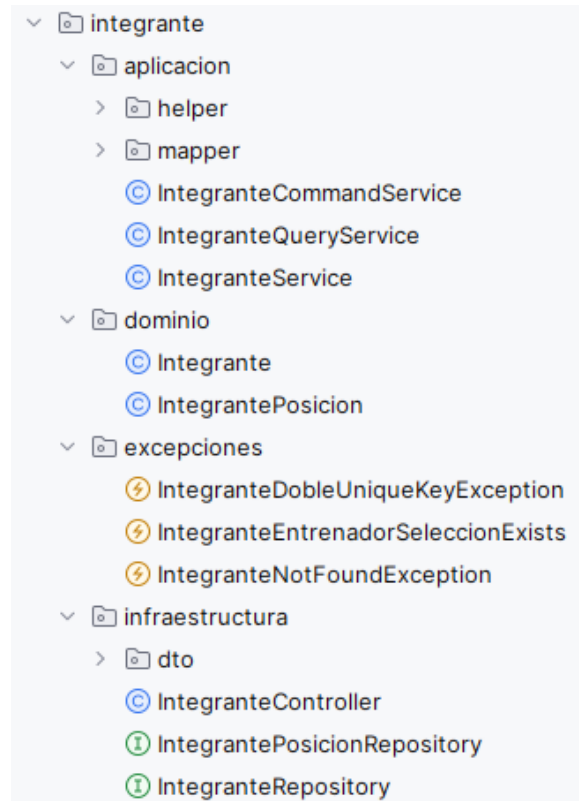 integrante
aplicacion
helper
mapper
IntegranteCommandService
IntegranteQueryService
IntegranteService
dominio
Integrante
IntegrantePosicion
excepciones
IntegranteDobleUniqueKeyException
IntegranteEntrenadorSeleccionExists
IntegranteNotFoundException
infraestructura
dto
IntegranteController
IntegrantePosicionRepository
IntegranteRepository